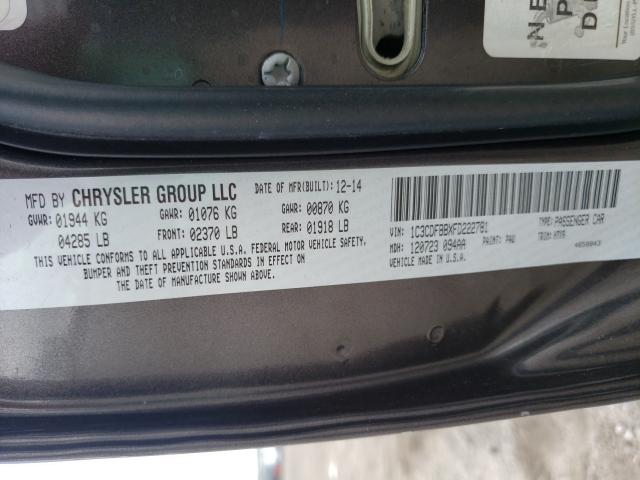 MFD BY CHRYSLER GROUP LLC DATE OF MFR(BUILT): 12-14
GVWR: 01944 KG GAWR: 01076 KG GAWR: 00870 KG
04285 LB FRONT: 02370 LB REAR: 01918 LB
THIS VEHICLE CONFORMS TO ALL APPLICABLE U.S.A. FEDERAL MOTOR VEHICLE SAFETY,
BUMPER AND THEFT PREVENTION STANDARDS IN EFFECT ON
THE DATE OF MANUFACTURE SHOWN ABOVE.
VIN: 1C3CDFBBXFD222781 TYPE: PASSENGER CAR
MDH: 120723 094AA PAINT: PAU TRIM:
VEHICLE MADE IN U.S.A. 4658843